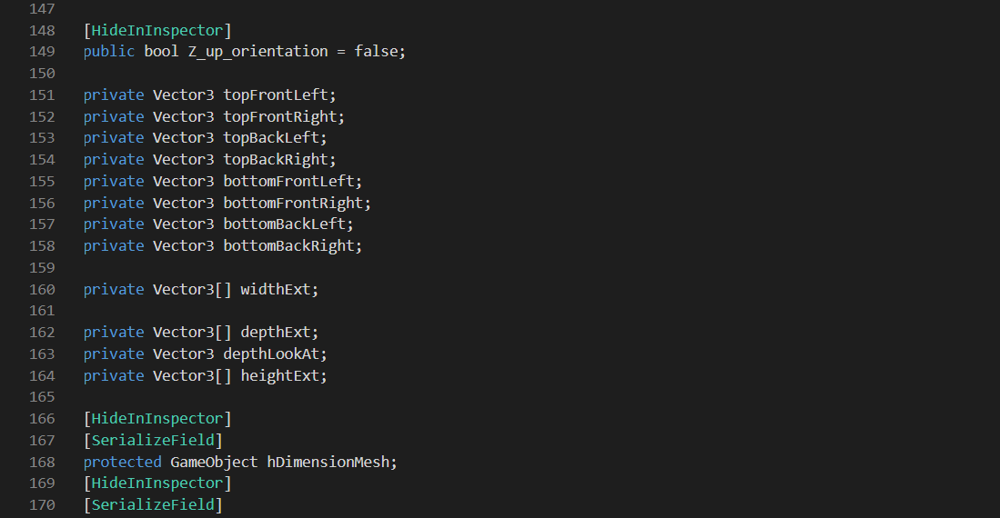 147
148 [HideInInspector]
149 public bool Z_up_orientation = false;
150
151 private Vector3 topFrontLeft;
152 private Vector3 topFrontRight;
153 private Vector3 topBackLeft;
154 private Vector3 topBackRight;
155 private Vector3 bottomFrontLeft;
156 private Vector3 bottomFrontRight;
157 private Vector3 bottomBackLeft;
158 private Vector3 bottomBackRight;
159
160 private Vector3[] widthExt;
161
162 private Vector3[] depthExt;
163 private Vector3 depthLookAt;
164 private Vector3[] heightExt;
165
166 [HideInInspector]
167 [SerializeField]
168 protected GameObject hDimensionMesh;
169 [HideInInspector]
170 [SerializeField]